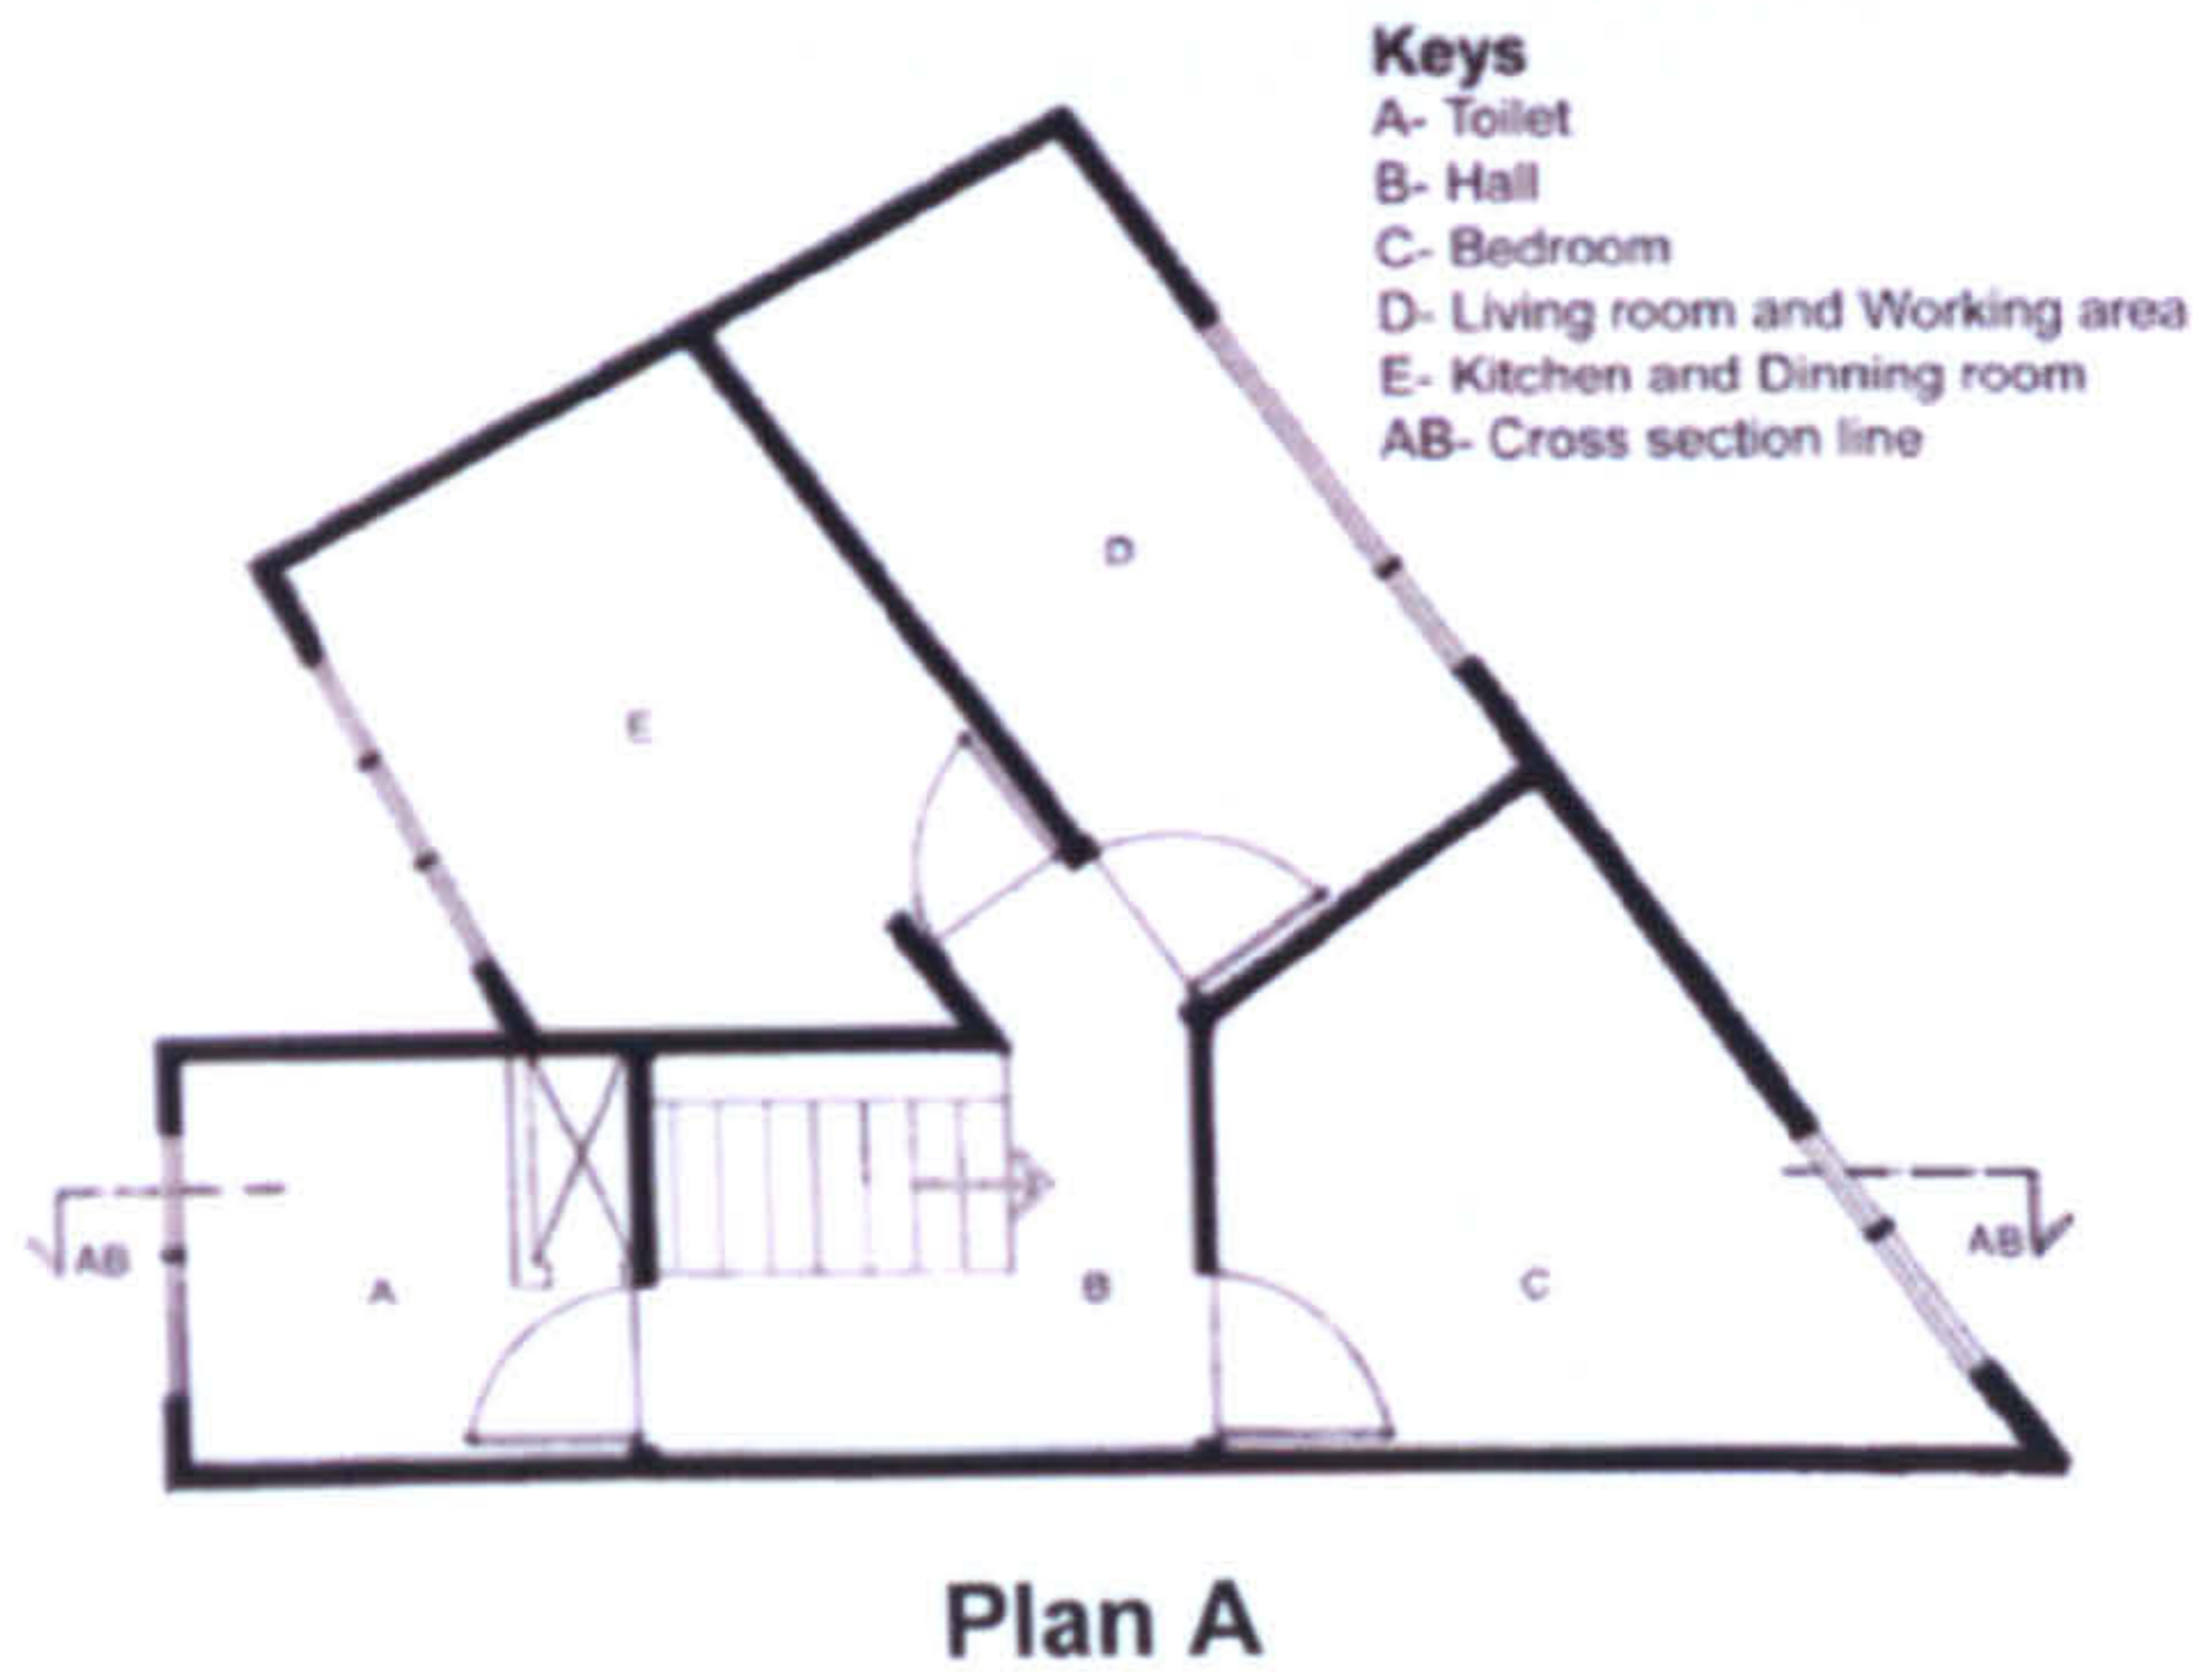 Keys
A- Toilet
B- Hall
C- Bedroom
D- Living room and Working area
E- Kitchen and Dinning room
AB- Cross section line
D
E
AB
A
B
C
AB
Plan A